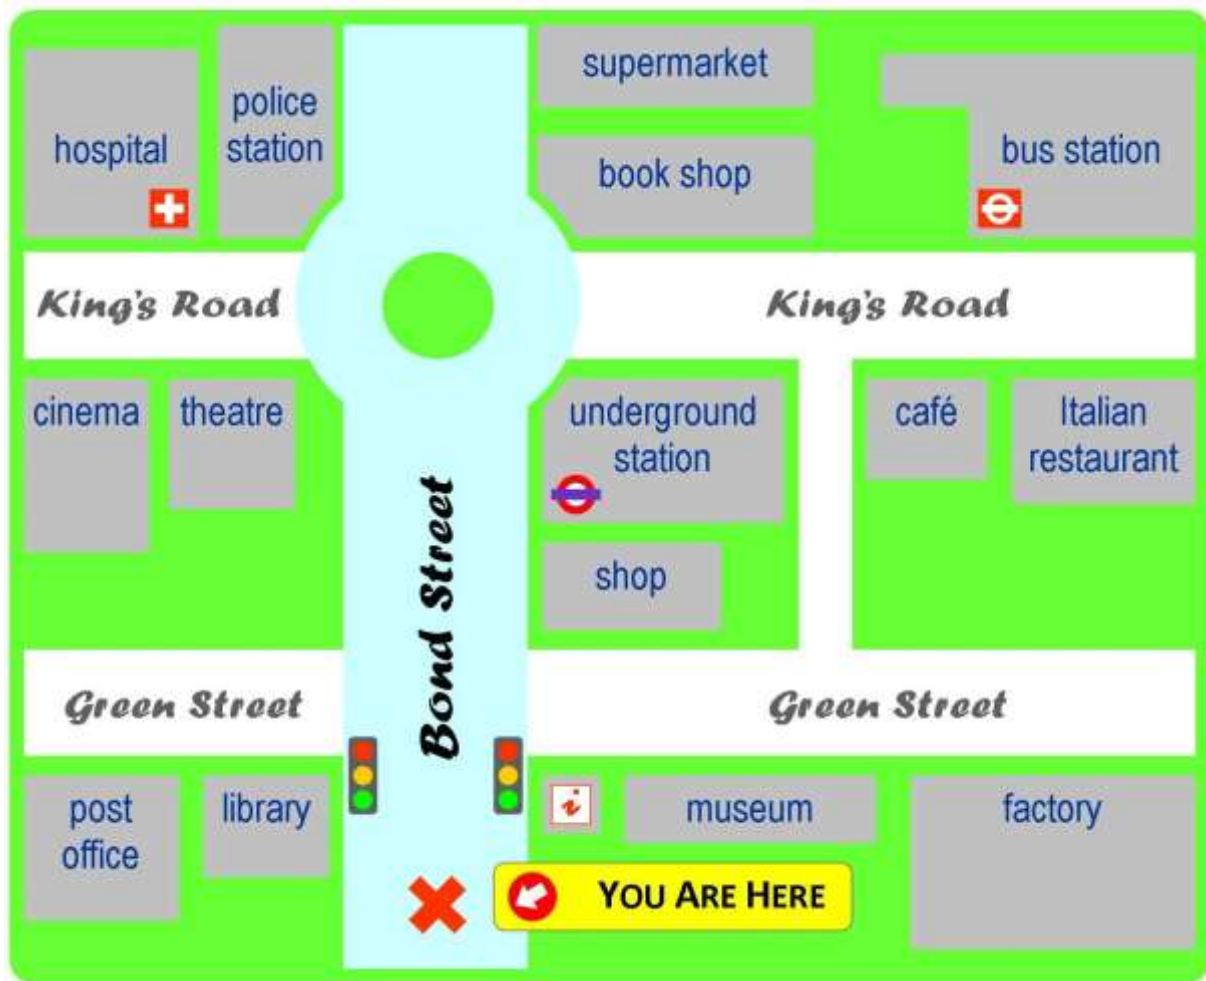 hospital
police
station
supermarket
book shop
bus station
King's Road
King's Road
cinema
theatre
underground
station
café
Italian
restaurant
shop
Bond Street
Green Street
Green Street
post
office
library
i
museum
factory
YOU ARE HERE